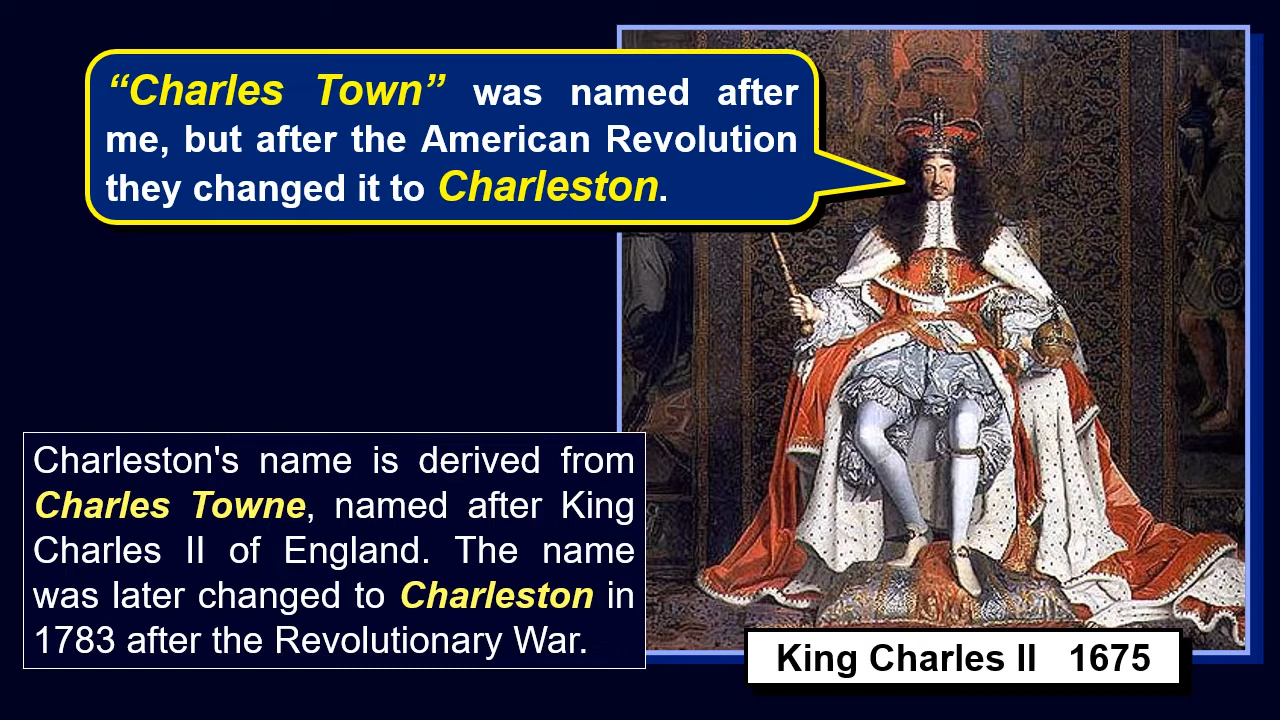 “Charles Town” was named after
me, but after the American Revolution
they changed it to Charleston.
Charleston's name is derived from
Charles Towne, named after King
Charles II of England. The name
was later changed to Charleston in
1783 after the Revolutionary War.
King Charles II 1675